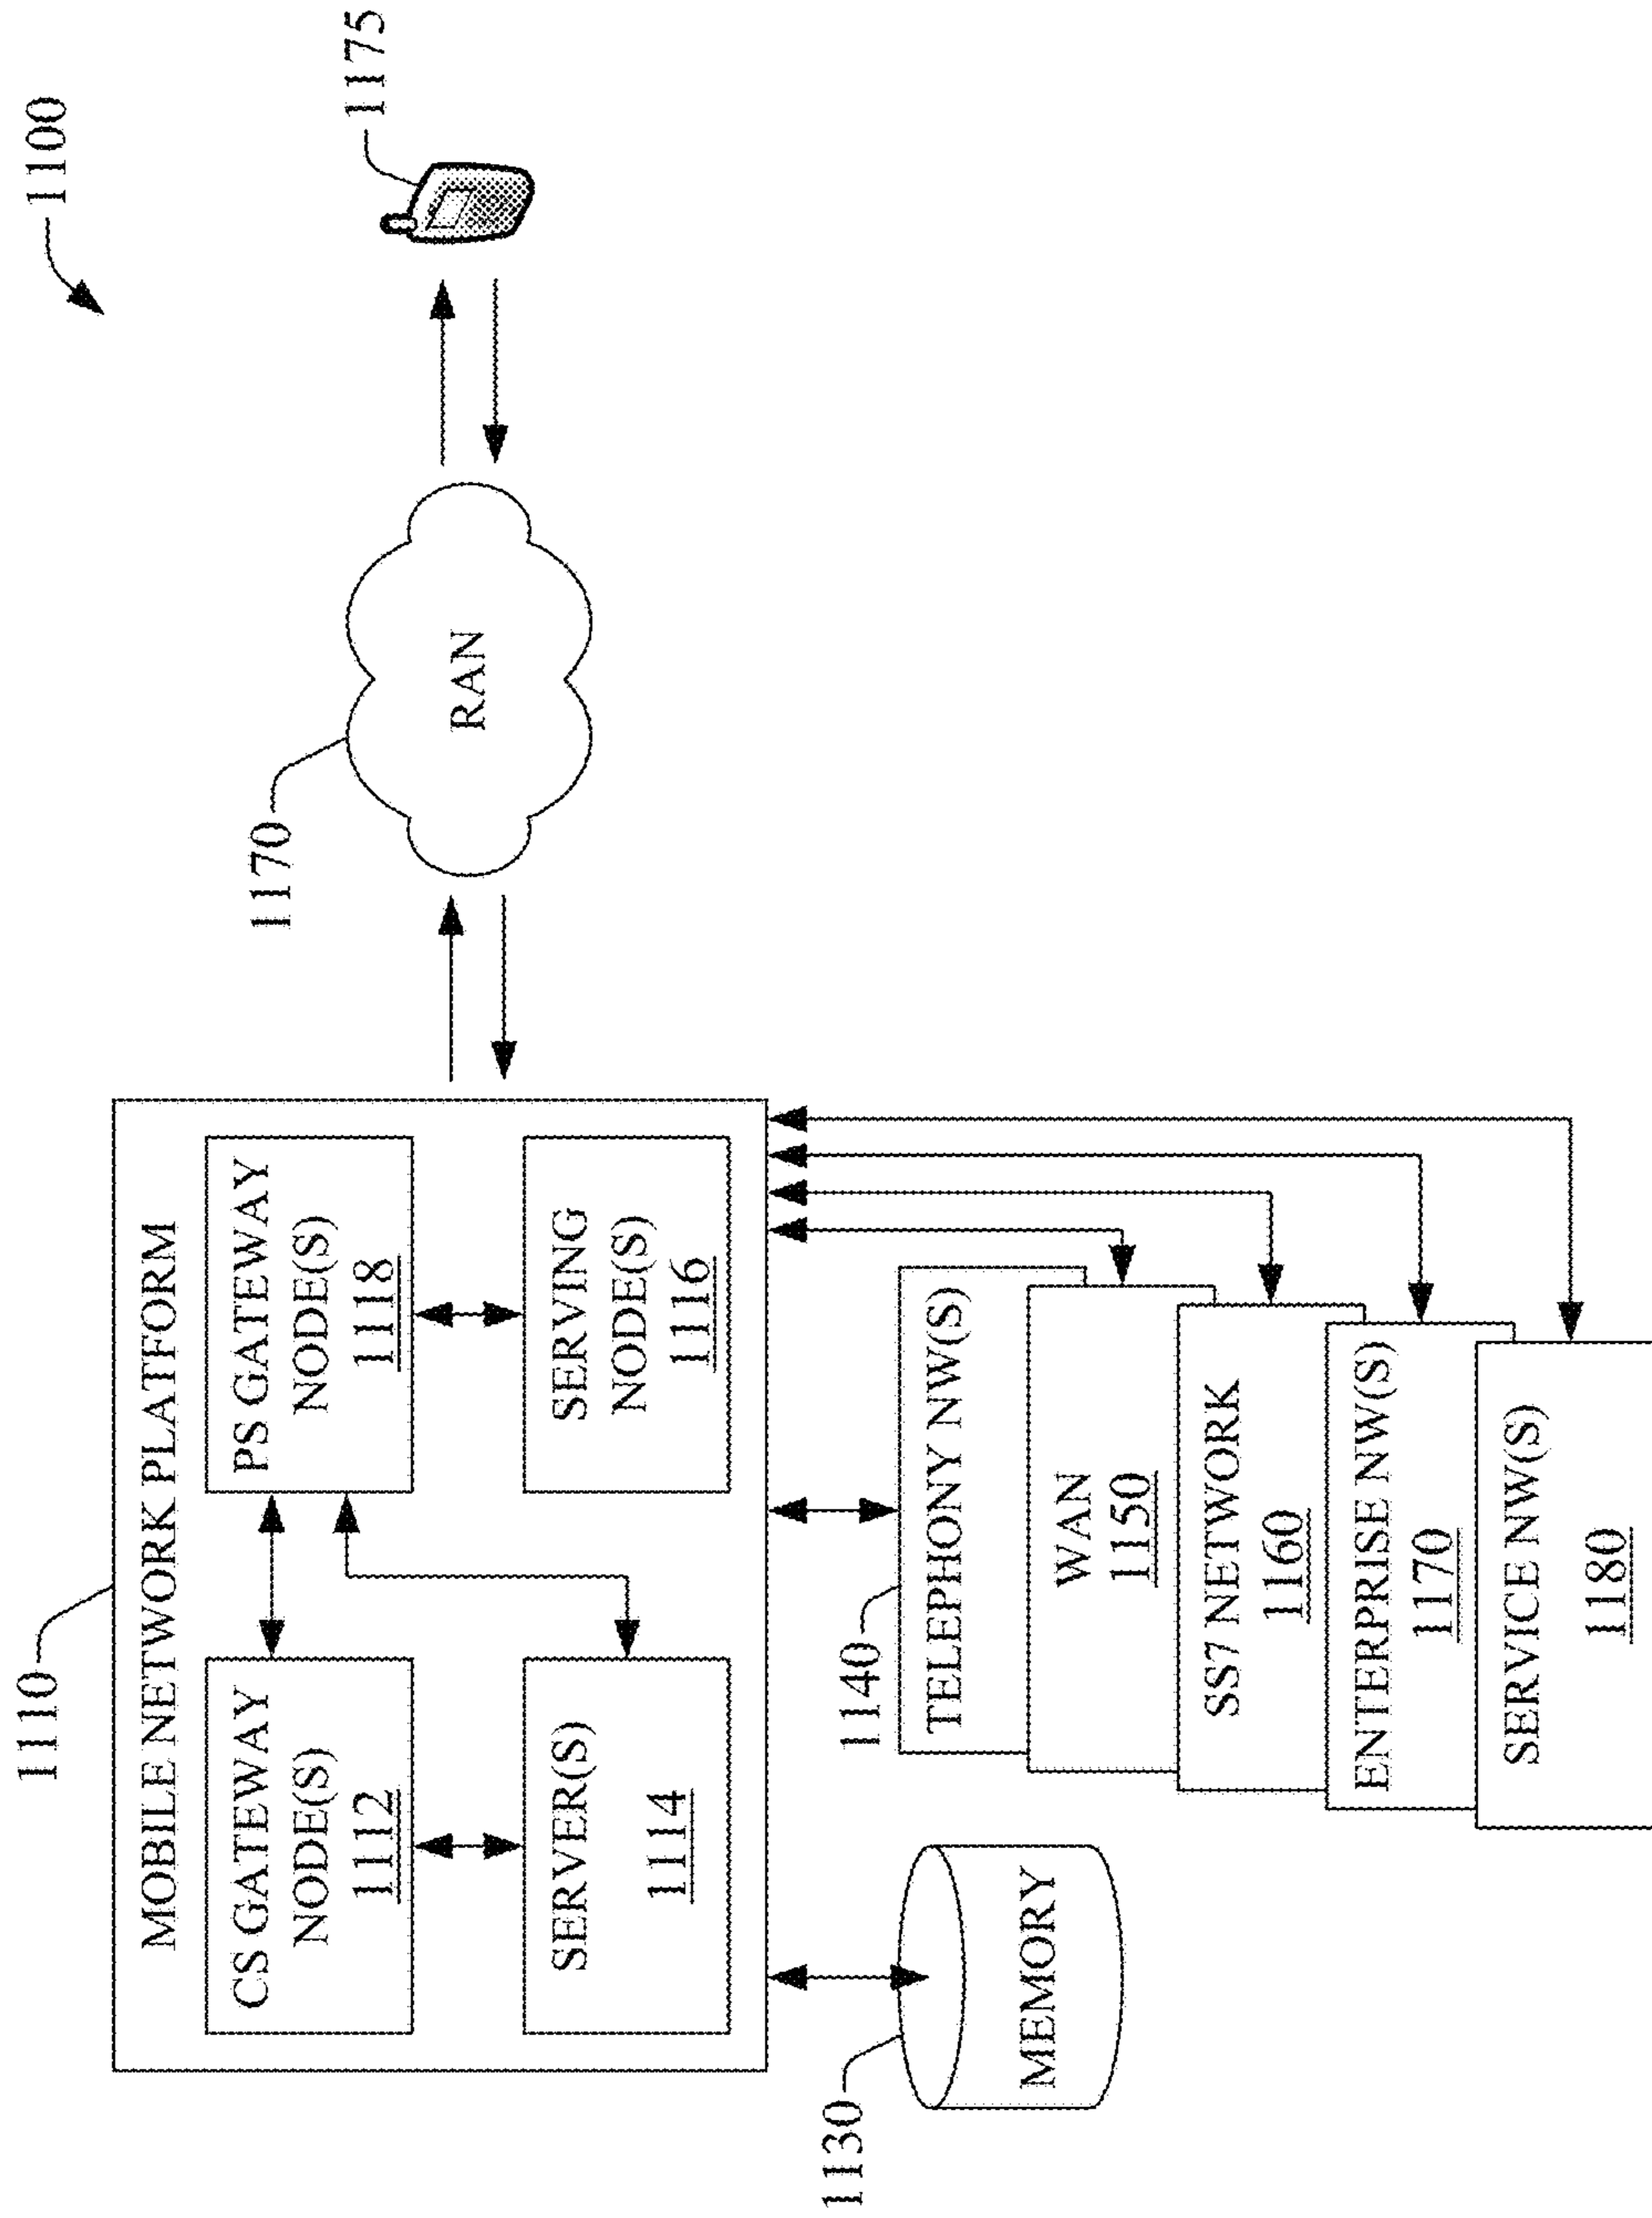 1100
1110
MOBILE NETWORK PLATFORM
CS GATEWAY
NODE(S)
1112
PS GATEWAY
NODE(S)
1118
SERVER(S)
1114
SERVING
NODE(S)
1116
1170
RAN
1175
1130
MEMORY
1140
TELEPHONY NW(S)
WAN
1150
SS7 NETWORK
1160
ENTERPRISE NW(S)
1170
SERVICE NW(S)
1180